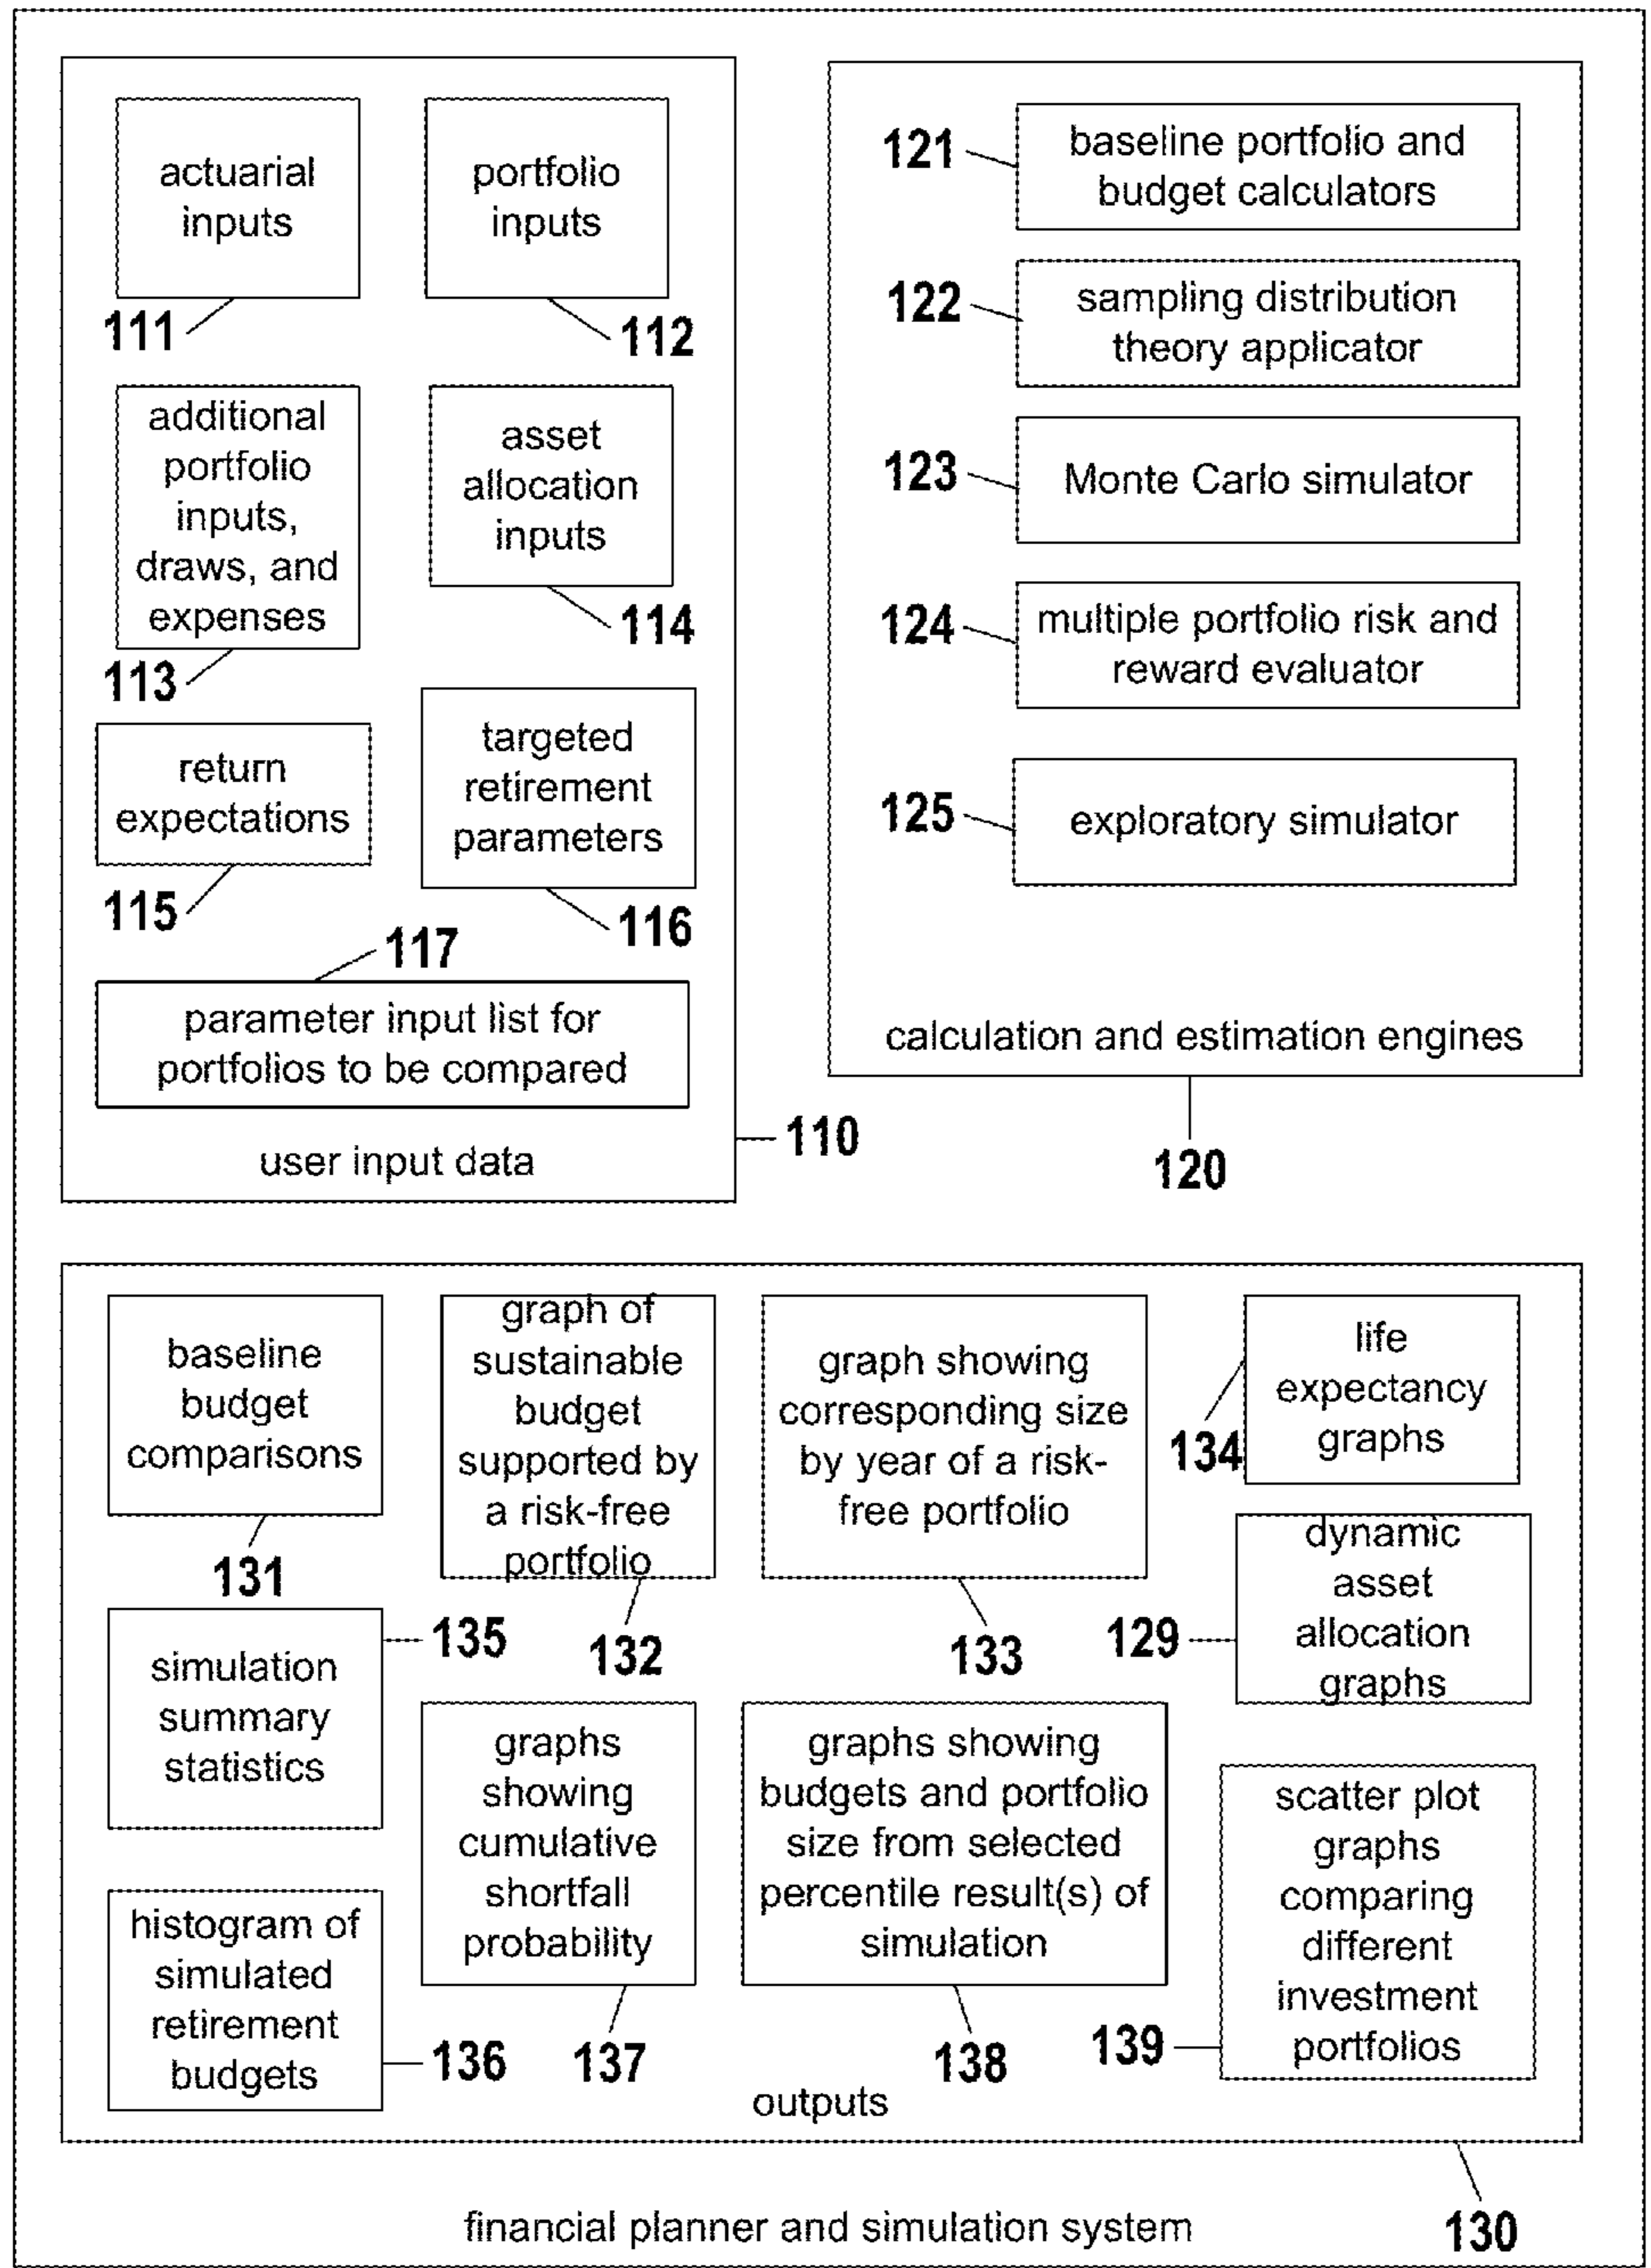 actuarial
inputs
111
portfolio
inputs
112
additional
portfolio
inputs,
draws, and
expenses
113
asset
allocation
inputs
114
return
expectations
115
targeted
retirement
parameters
116
117
parameter input list for
portfolios to be compared
user input data
110
121
baseline portfolio and
budget calculators
122
sampling distribution
theory applicator
123
Monte Carlo simulator
124
multiple portfolio risk and
reward evaluator
125
exploratory simulator
calculation and estimation engines
120
baseline
budget
comparisons
131
graph of
sustainable
budget
supported by
a risk-free
portfolio
132
graph showing
corresponding size
by year of a risk-
free portfolio
133
life
expectancy
graphs
134
dynamic
asset
allocation
graphs
129
simulation
summary
statistics
135
histogram of
simulated
retirement
budgets
136
graphs
showing
cumulative
shortfall
probability
137
graphs showing
budgets and portfolio
size from selected
percentile result(s) of
simulation
138
scatter plot
graphs
comparing
different
investment
portfolios
139
outputs
130
financial planner and simulation system